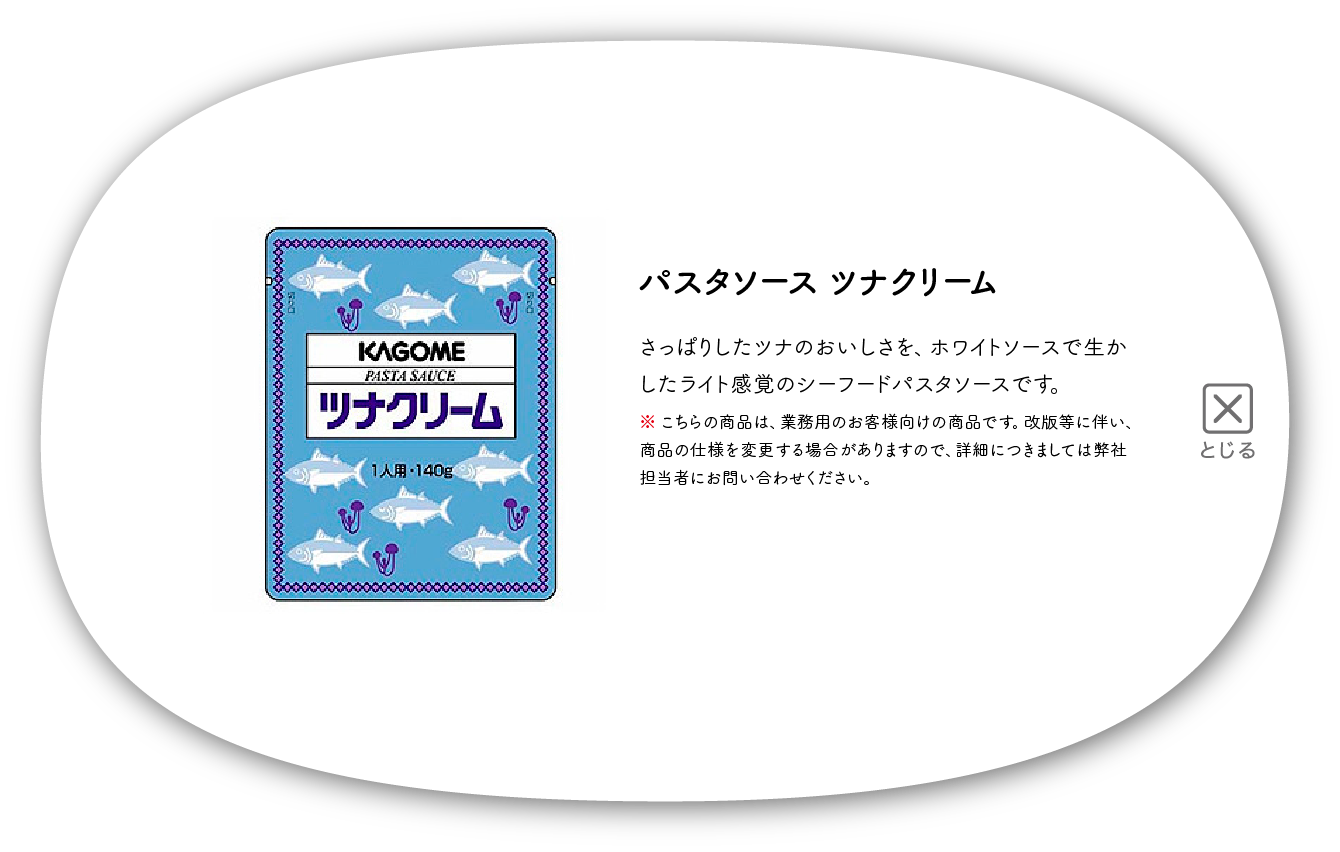 KAGOME
PASTA SAUCE
ツナクリーム
1人用・140g
パスタソース ツナクリーム
さっぱりしたツナのおいしさを、ホワイトソースで生か
したライト感覚のシーフードパスタソースです。
※ こちらの商品は、業務用のお客様向けの商品です。改版等に伴い、
商品の仕様を変更する場合がありますので、詳細につきましては弊社
担当者にお問い合わせください。
とじる